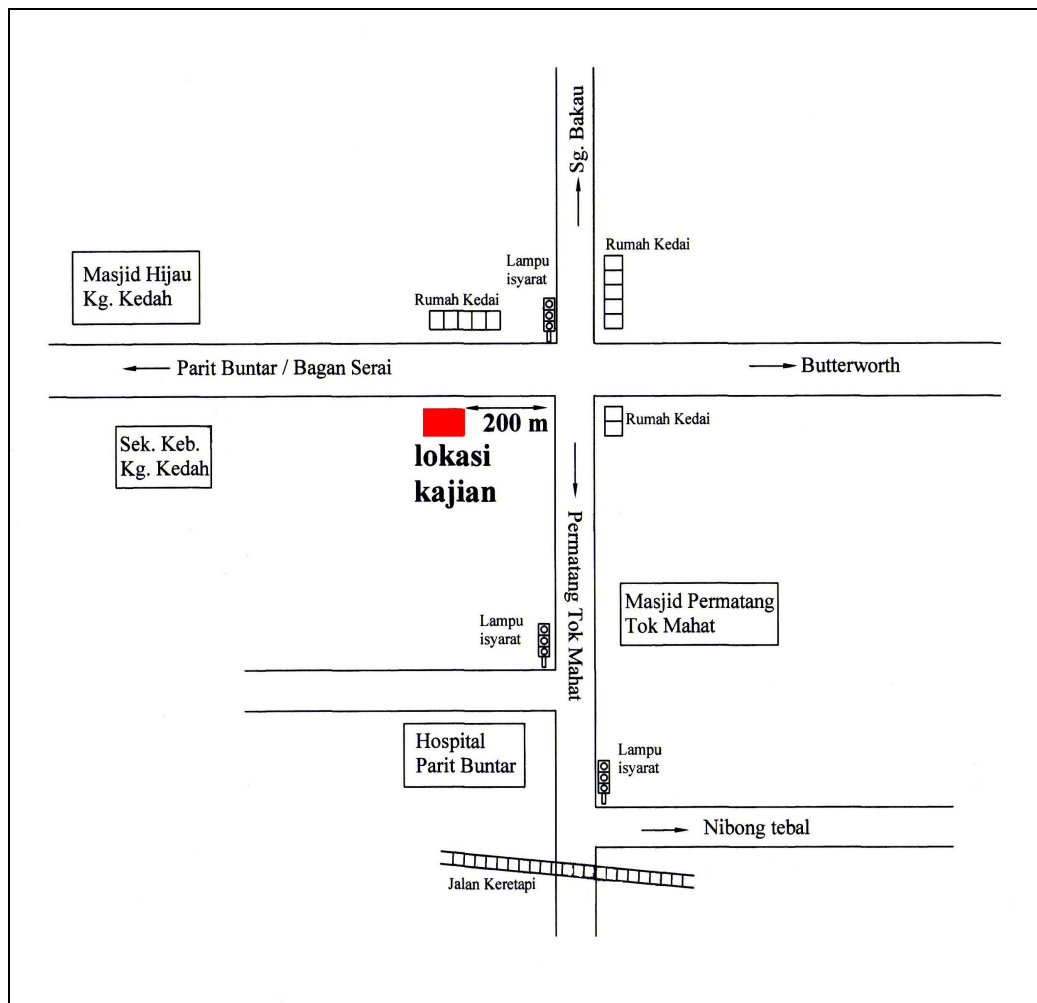 Sg. Bakau
Rumah Kedai
Lampu
isyarat
Masjid Hijau
Kg. Kedah
Rumah Kedai
Parit Buntar / Bagan Serai
Butterworth
200 m
Rumah Kedai
lokasi
kajian
Sek. Keb.
Kg. Kedah
Permatang Tok Mahat
Masjid Permatang
Tok Mahat
Lampu
isyarat
Hospital
Parit Buntar
Lampu
isyarat
Nibong tebal
Jalan Keretapi